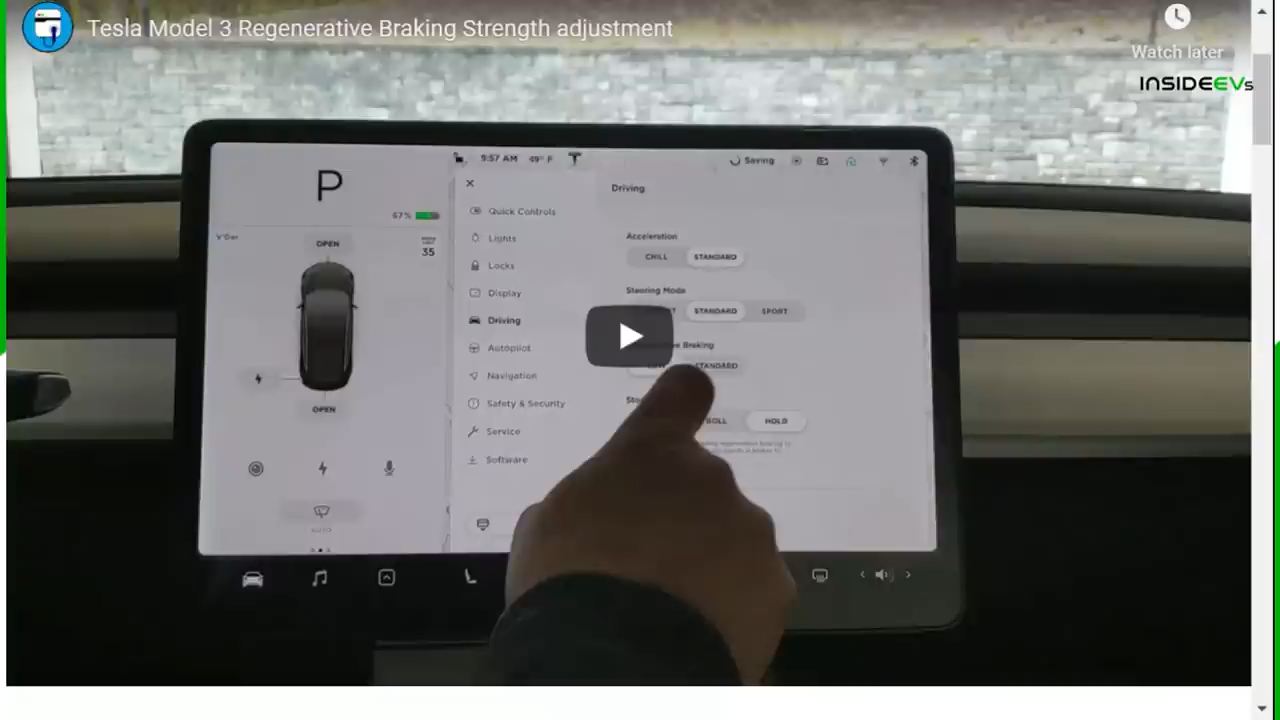 Tesla Model 3 Regenerative Braking Strength adjustment
Watch later
INSIDEEVs
9:57 AM 49° F
Saving
P
67%
OPEN
35
OPEN
AUTO
Quick Controls
Lights
Locks
Display
Driving
Autopilot
Navigation
Safety & Security
Service
Software
Driving
Acceleration
CHILL STANDARD
Steering Mode
STANDARD SPORT
Braking
STANDARD
HOLD